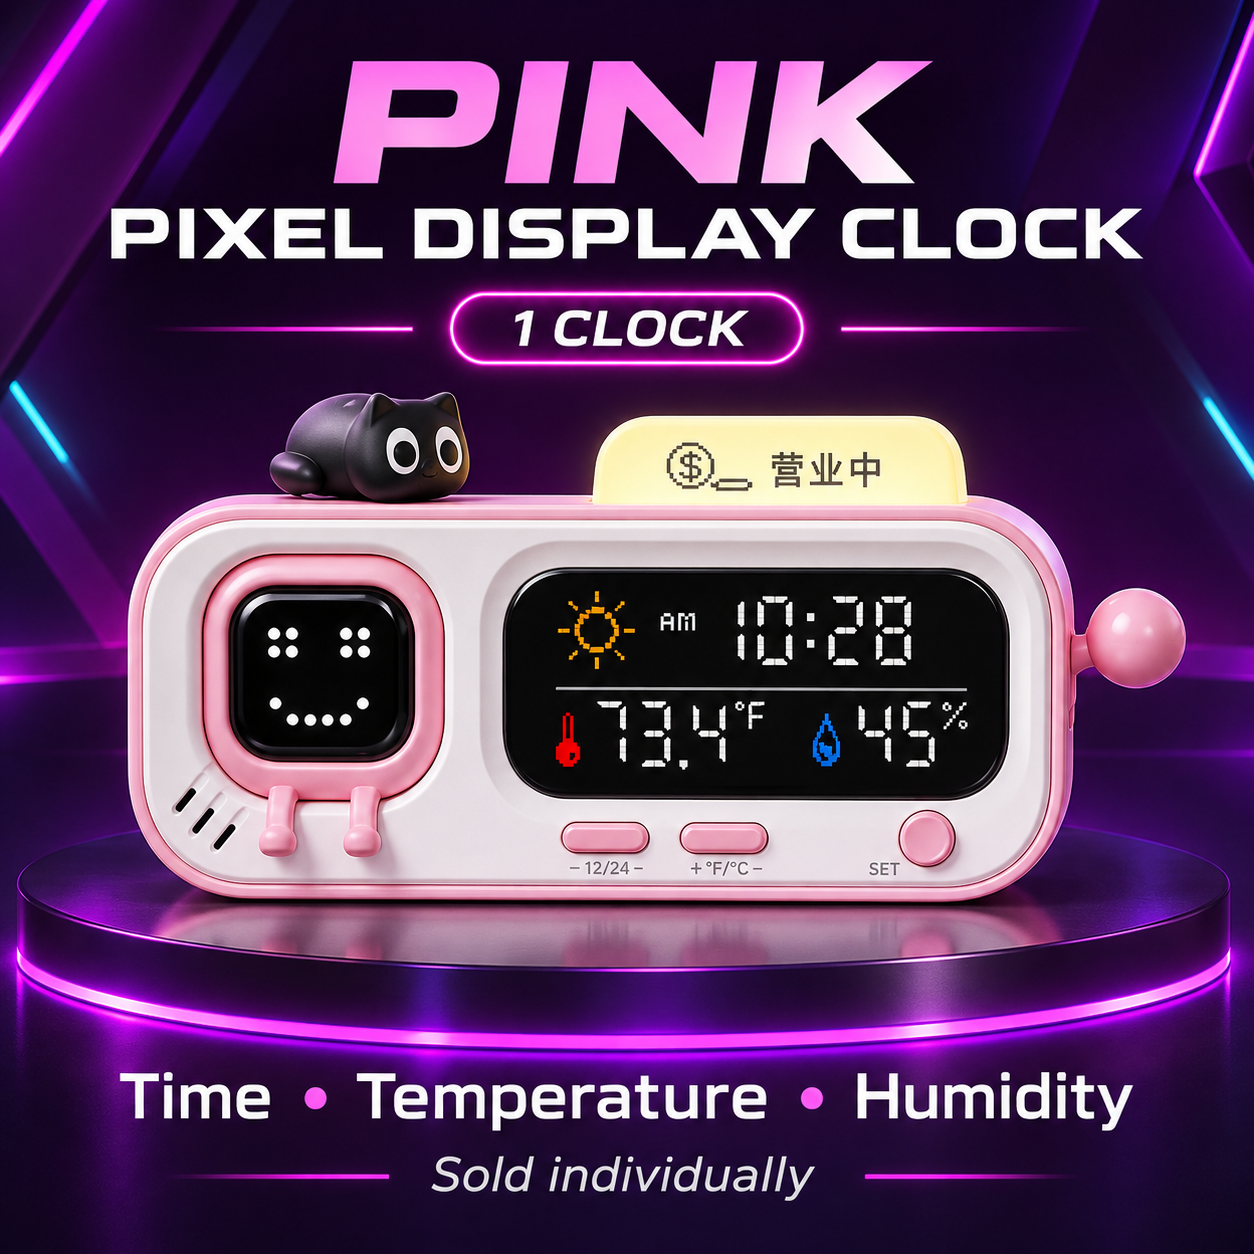 PINK
PIXEL DISPLAY CLOCK
1 CLOCK
$ 营业中
AM 10:28
73.4°F 45%
– 12/24 –
+ °F/°C –
SET
Time • Temperature • Humidity
Sold individually